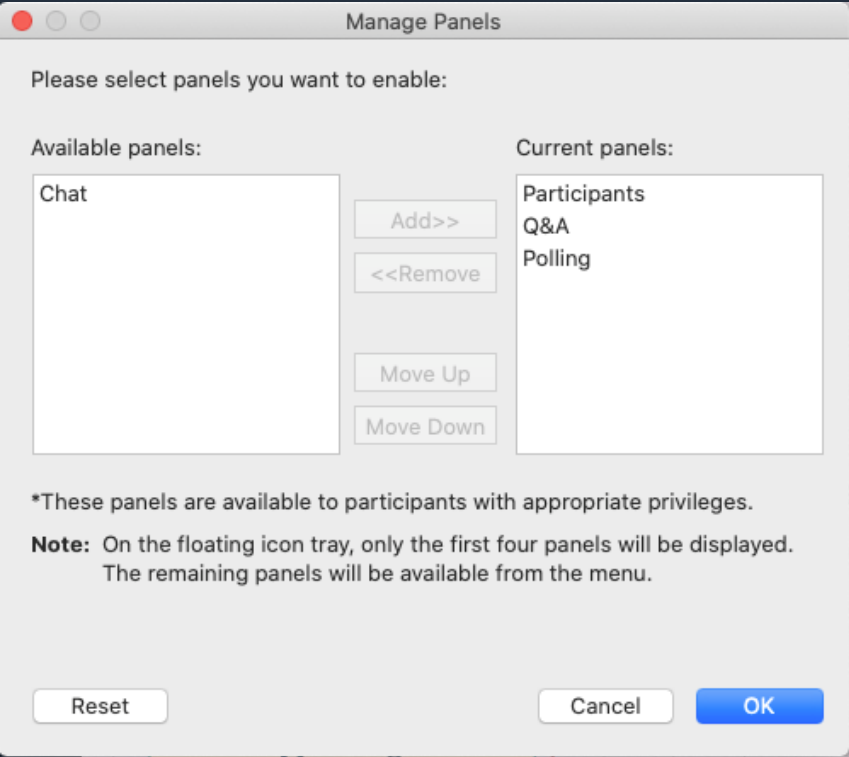 Manage Panels
Please select panels you want to enable:
Available panels:
Current panels:
Chat
Participants
Q&A
Polling
Add>>
<<Remove
Move Up
Move Down
*These panels are available to participants with appropriate privileges.
Note: On the floating icon tray, only the first four panels will be displayed.
The remaining panels will be available from the menu.
Reset
Cancel
OK